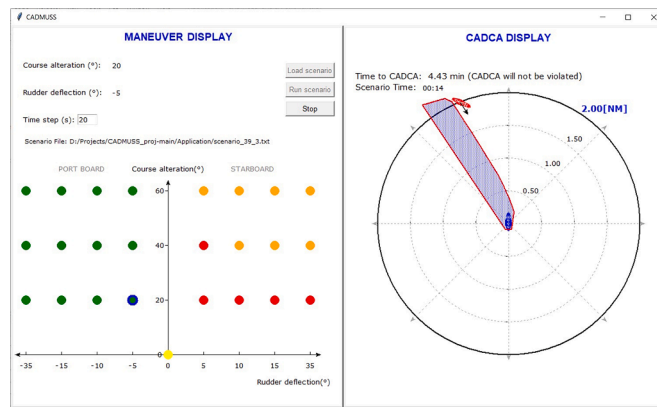 CADMUSS
MANEUVER DISPLAY
Course alteration (°): 20
Rudder deflection (°): -5
Time step (s): 20
Load scenario
Run scenario
Stop
Scenario File: D:/Projects/CADMUSS_proj-main/Application/scenario_39_3.txt
PORT BOARD Course alteration(°) STARBOARD
60
40
20
0
-35 -15 -10 -5 0 5 10 15 35
Rudder deflection(°)
CADCA DISPLAY
Time to CADCA: 4.43 min (CADCA will not be violated)
Scenario Time: 00:14
2.00[NM]
1.50
1.00
0.50